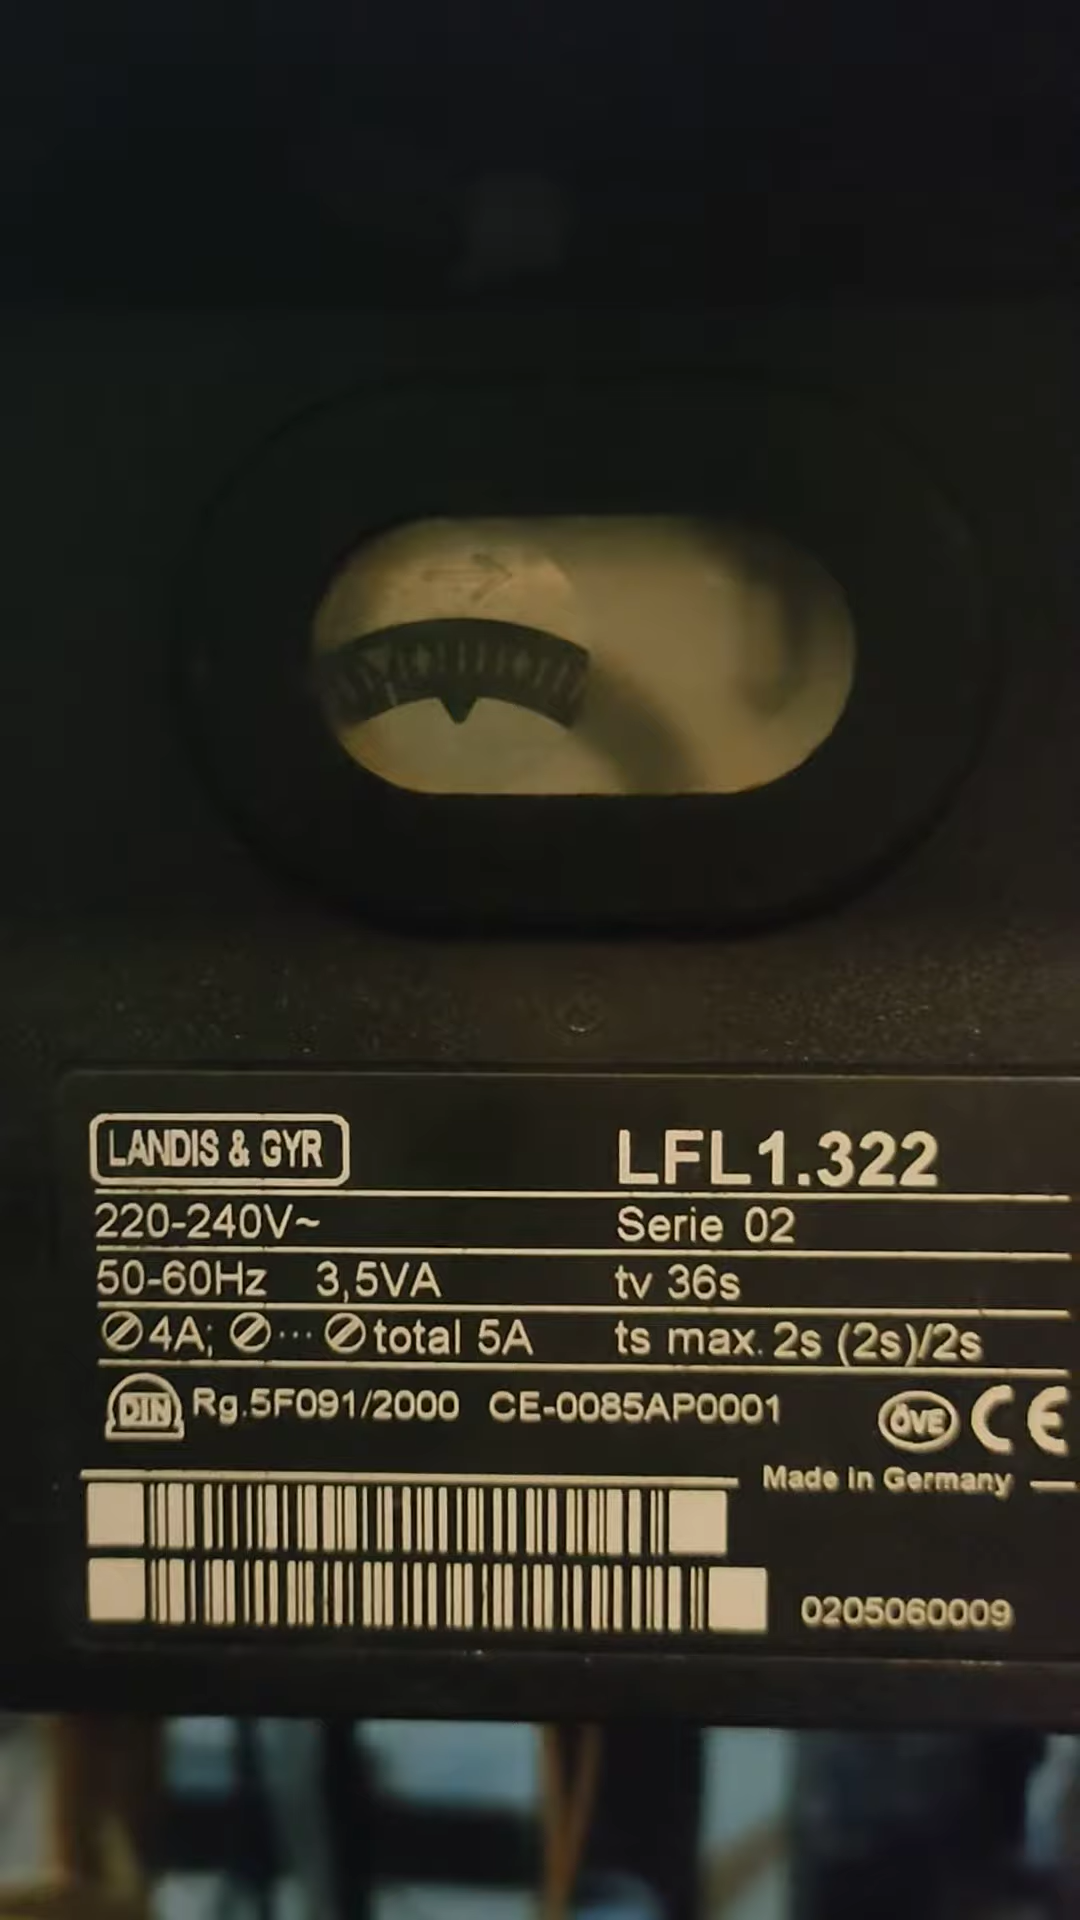 LANDIS & GYR
LFL1.322
220-240V~
Serie 02
50-60Hz 3,5VA
tv 36s
⊘4A; ⊘···⊘total 5A
ts max. 2s (2s)/2s
DIN Rg.5F091/2000 CE-0085AP0001
ÖVE CE
Made in Germany
0205060009